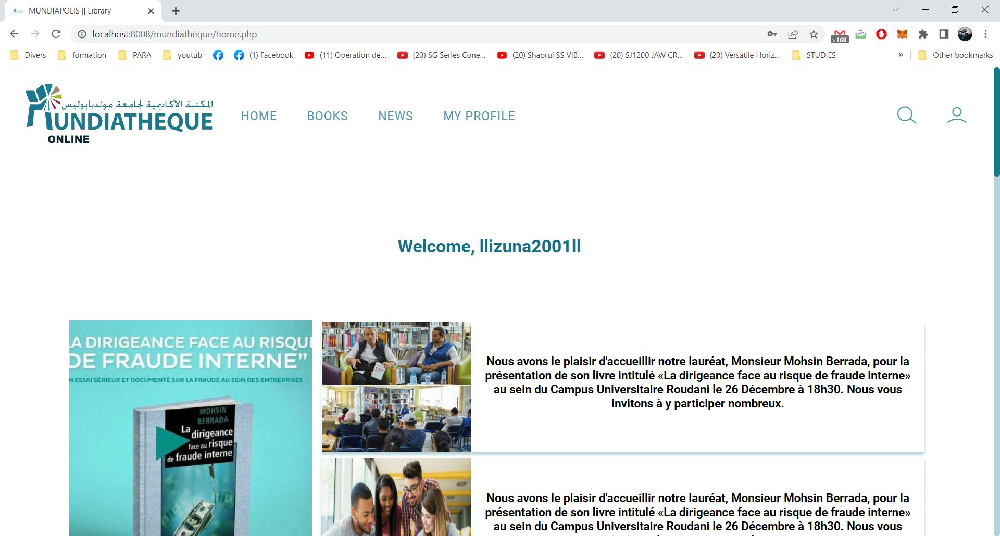 MUNDIAPOLIS || Library
localhost:8008/mundiathèque/home.php
>16K
Divers formation PARA youtub (1) Facebook (11) Opération de... (20) SG Series Cone... (20) Shaorui SS VIB... (20) SJ1200 JAW CR... (20) Versatile Horiz... STUDIES » Other bookmarks
المكتبة الأكاديمية لجامعة مونديابوليس
MUNDIATHEQUE
ONLINE
HOME BOOKS NEWS MY PROFILE
Welcome, llizuna2001ll
LA DIRIGEANCE FACE AU RISQU
DE FRAUDE INTERNE”
N ESSAI SÉRIEUX ET DOCUMENTÉ SUR LA FRAUDE AU SEIN DES ENTREPRISES
MOHSIN
BERRADA
La
dirigeance
face au risque
de fraude interne
Nous avons le plaisir d'accueillir notre lauréat, Monsieur Mohsin Berrada, pour la
présentation de son livre intitulé «La dirigeance face au risque de fraude interne»
au sein du Campus Universitaire Roudani le 26 Décembre à 18h30. Nous vous
invitons à y participer nombreux.
Nous avons le plaisir d'accueillir notre lauréat, Monsieur Mohsin Berrada, pour la
présentation de son livre intitulé «La dirigeance face au risque de fraude interne»
au sein du Campus Universitaire Roudani le 26 Décembre à 18h30. Nous vous